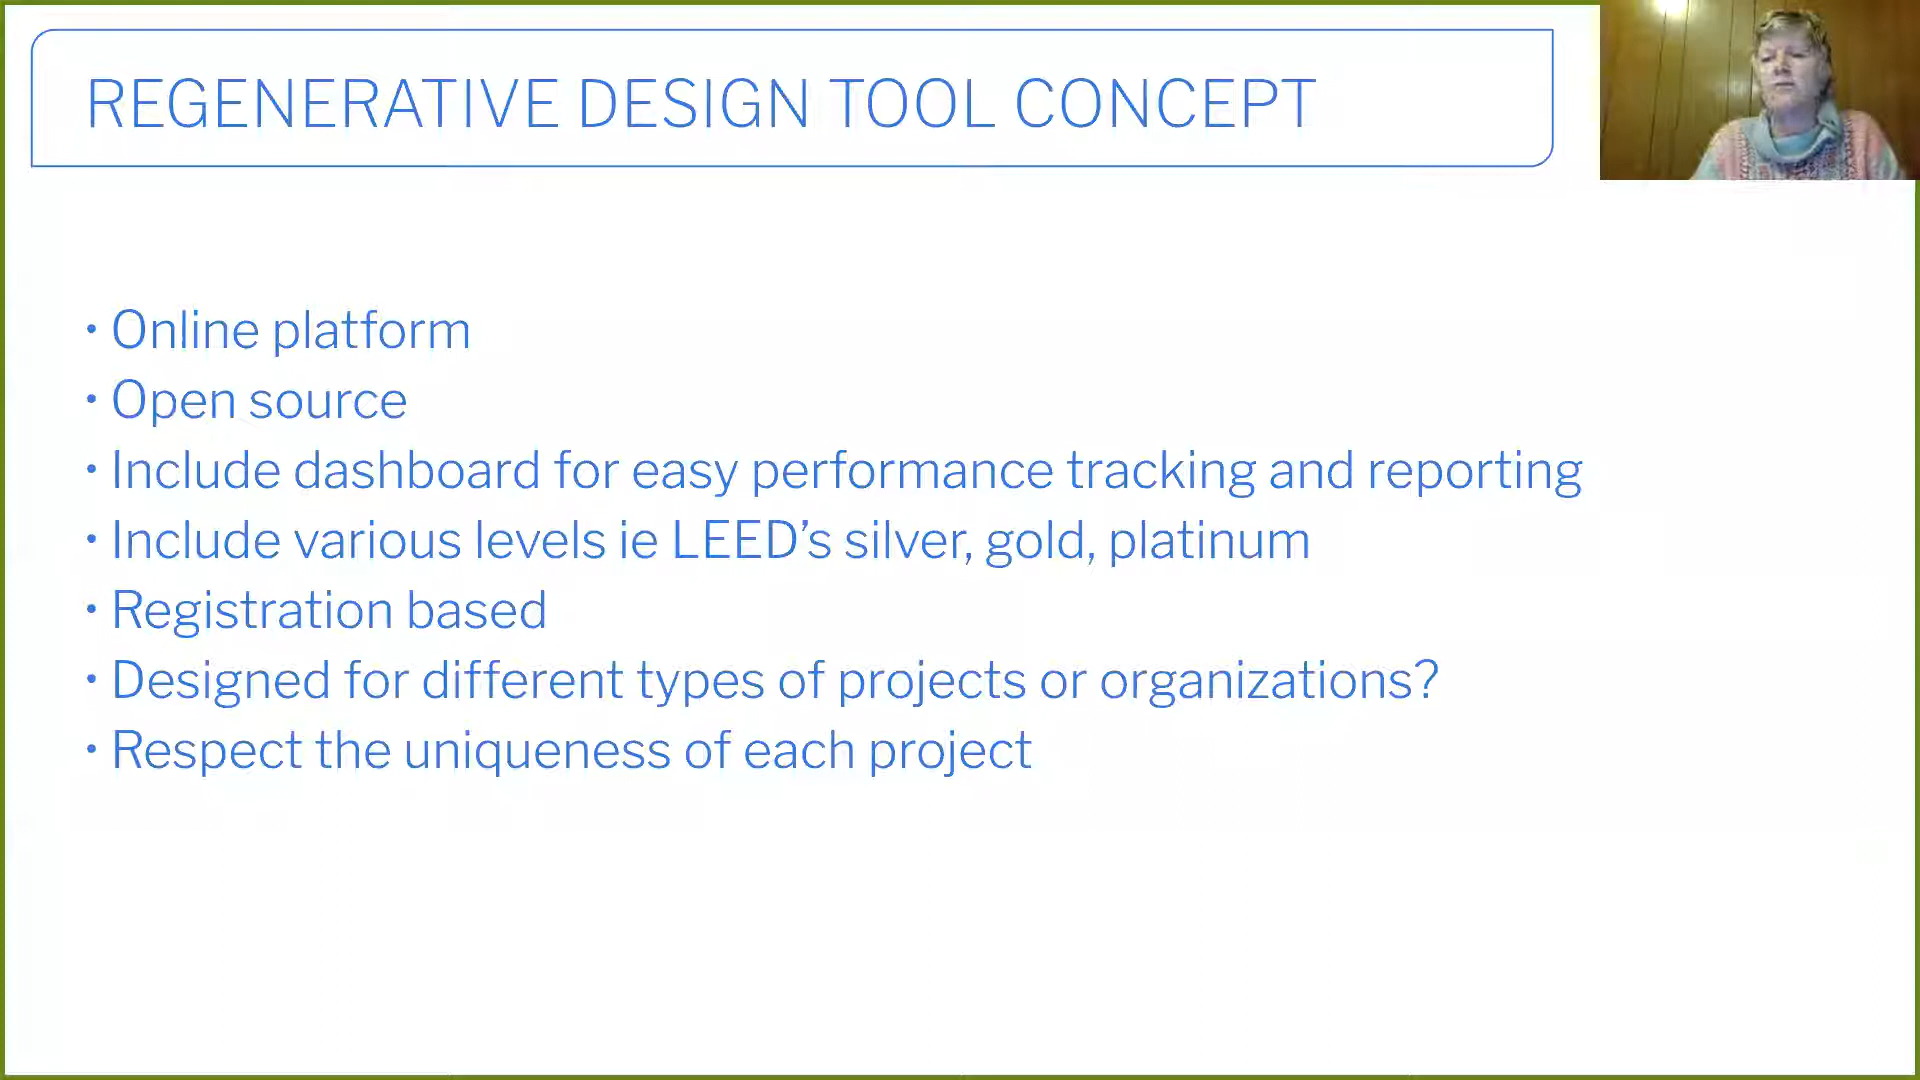 REGENERATIVE DESIGN TOOL CONCEPT
• Online platform
• Open source
• Include dashboard for easy performance tracking and reporting
• Include various levels ie LEED’s silver, gold, platinum
• Registration based
• Designed for different types of projects or organizations?
• Respect the uniqueness of each project